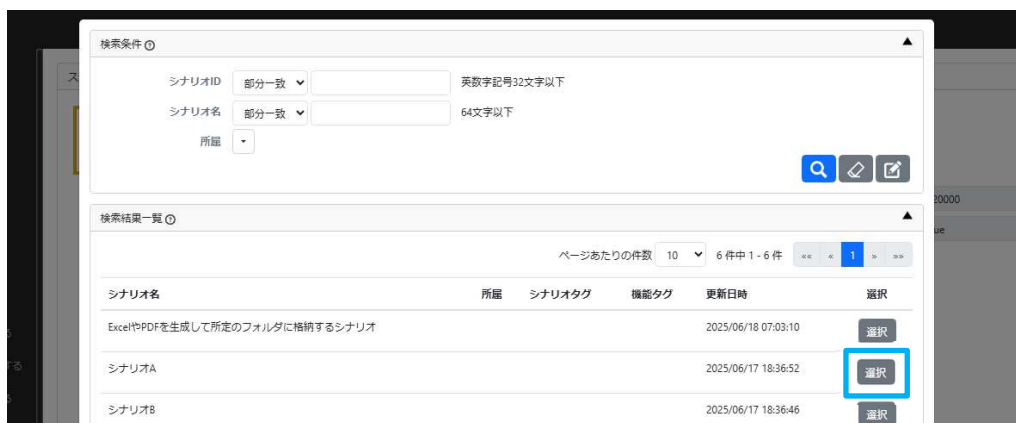 検索条件
シナリオID 部分一致 英数字記号32文字以下
シナリオ名 部分一致 64文字以下
所属
20000
ue
検索結果一覧
ページあたりの件数 10 6 件中 1 - 6 件 «« « 1 » »»
シナリオ名 所属 シナリオタグ 機能タグ 更新日時 選択
ExcelやPDFを生成して所定のフォルダに格納するシナリオ 2025/06/18 07:03:10 選択
シナリオA 2025/06/17 18:36:52 選択
シナリオB 2025/06/17 18:36:46 選択